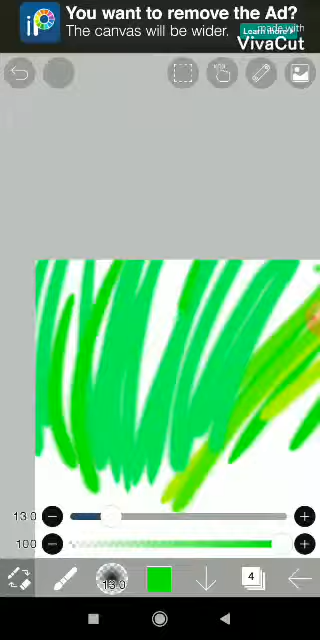 You want to remove the Ad?
The canvas will be wider.
Learn more
made with
VivaCut
13.0
100
13.0
4